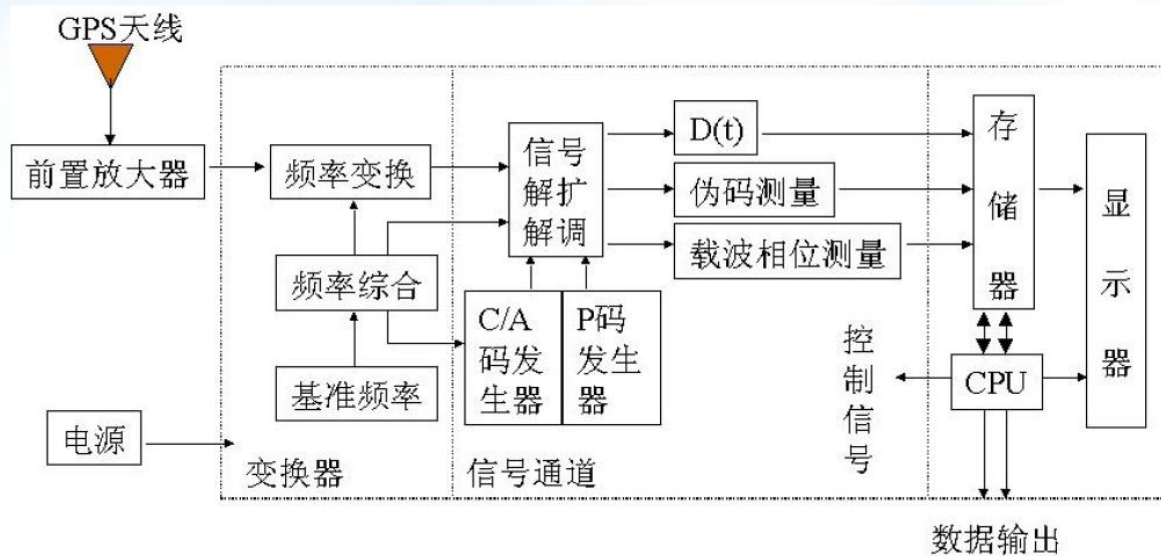 GPS天线
前置放大器
频率变换
频率综合
基准频率
电源
变换器
信号
解扩
解调
C/A
码发
生器
P码
发生
器
信号通道
D(t)
伪码测量
载波相位测量
控制信号
存储器
CPU
显示器
数据输出